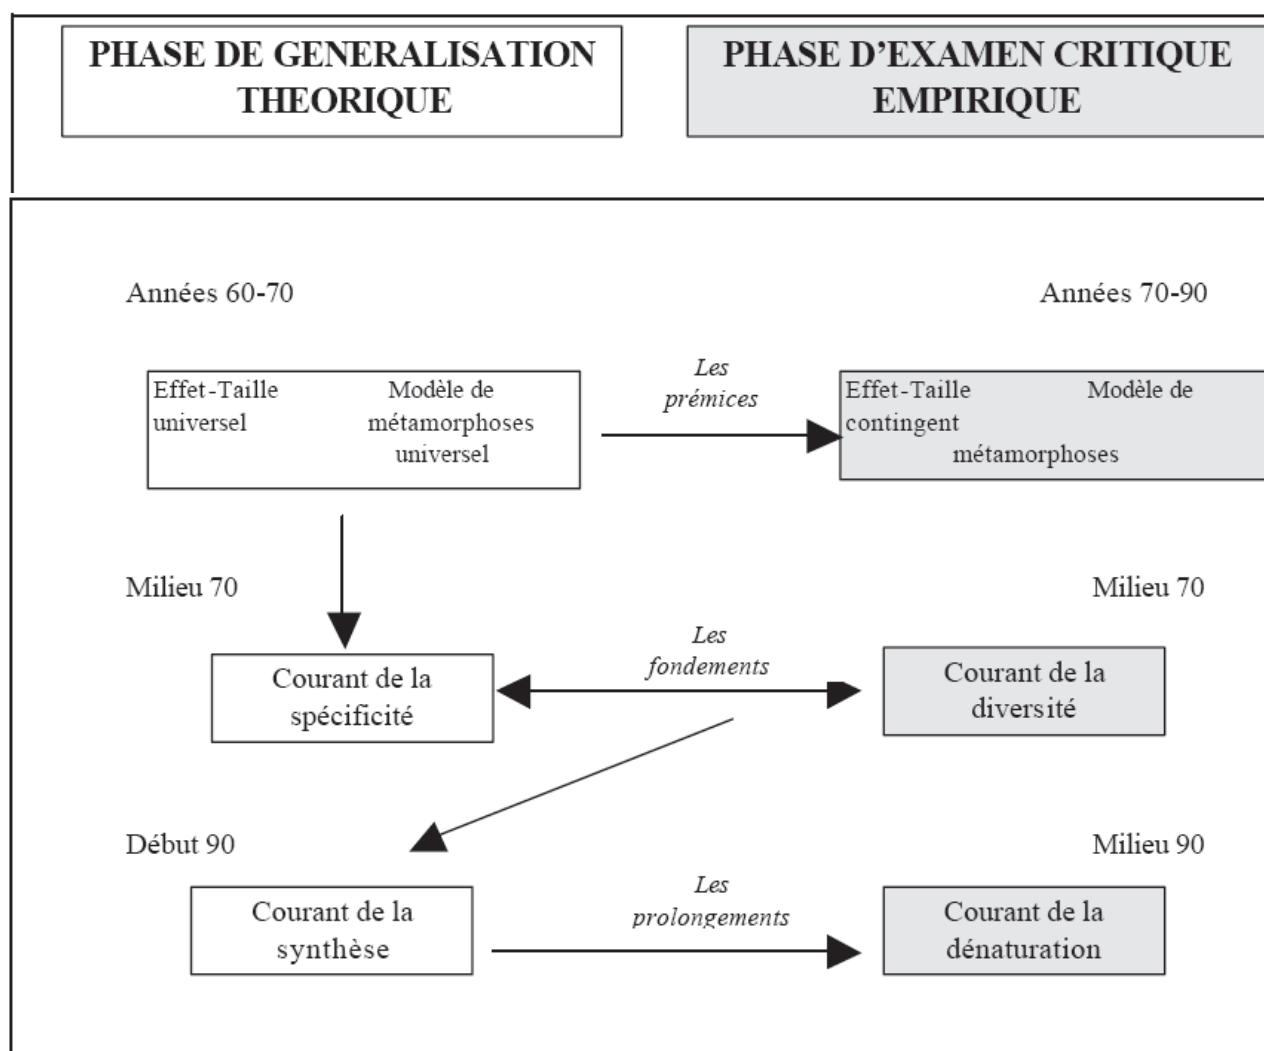 PHASE DE GENERALISATION
THEORIQUE
PHASE D’EXAMEN CRITIQUE
EMPIRIQUE
Années 60-70
Années 70-90
Effet-Taille
universel
Modèle de
métamorphoses
universel
Les
prémices
Effet-Taille
contingent
Modèle de
métamorphoses
Milieu 70
Milieu 70
Courant de la
spécificité
Les
fondements
Courant de la
diversité
Début 90
Milieu 90
Courant de la
synthèse
Les
prolongements
Courant de la
dénaturation